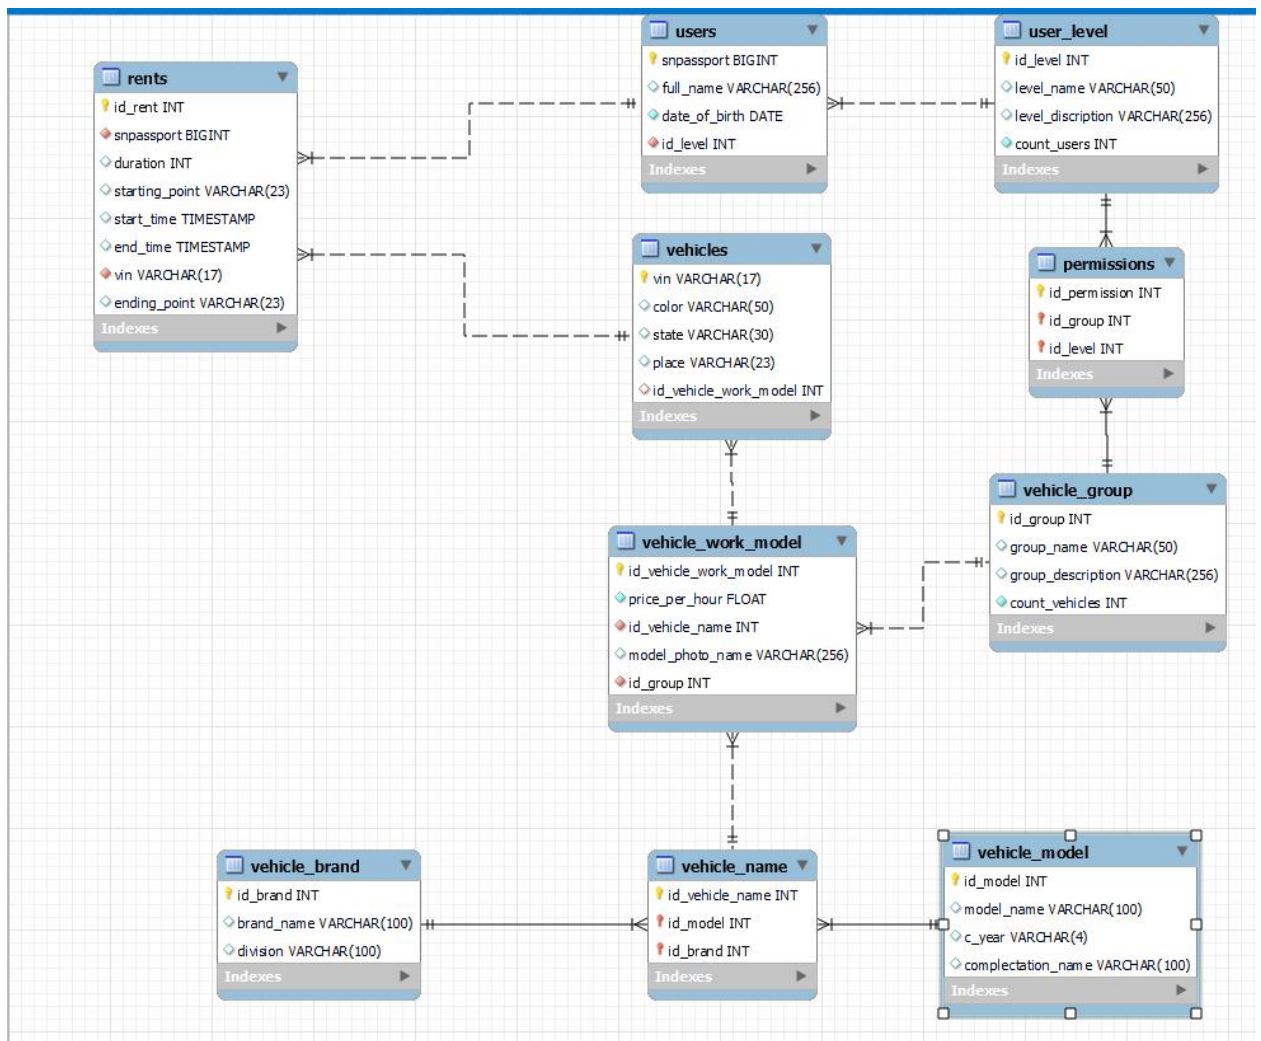 rents
id_rent INT
snpassport BIGINT
duration INT
starting_point VARCHAR(23)
start_time TIMESTAMP
end_time TIMESTAMP
vin VARCHAR(17)
ending_point VARCHAR(23)
Indexes
users
snpassport BIGINT
full_name VARCHAR(256)
date_of_birth DATE
id_level INT
Indexes
user_level
id_level INT
level_name VARCHAR(50)
level_discription VARCHAR(256)
count_users INT
Indexes
vehicles
vin VARCHAR(17)
color VARCHAR(50)
state VARCHAR(30)
place VARCHAR(23)
id_vehicle_work_model INT
Indexes
permissions
id_permission INT
id_group INT
id_level INT
Indexes
vehicle_group
id_group INT
group_name VARCHAR(50)
group_description VARCHAR(256)
count_vehicles INT
Indexes
vehicle_work_model
id_vehicle_work_model INT
price_per_hour FLOAT
id_vehicle_name INT
model_photo_name VARCHAR(256)
id_group INT
Indexes
vehicle_brand
id_brand INT
brand_name VARCHAR(100)
division VARCHAR(100)
Indexes
vehicle_name
id_vehicle_name INT
id_model INT
id_brand INT
Indexes
vehicle_model
id_model INT
model_name VARCHAR(100)
c_year VARCHAR(4)
complectation_name VARCHAR(100)
Indexes